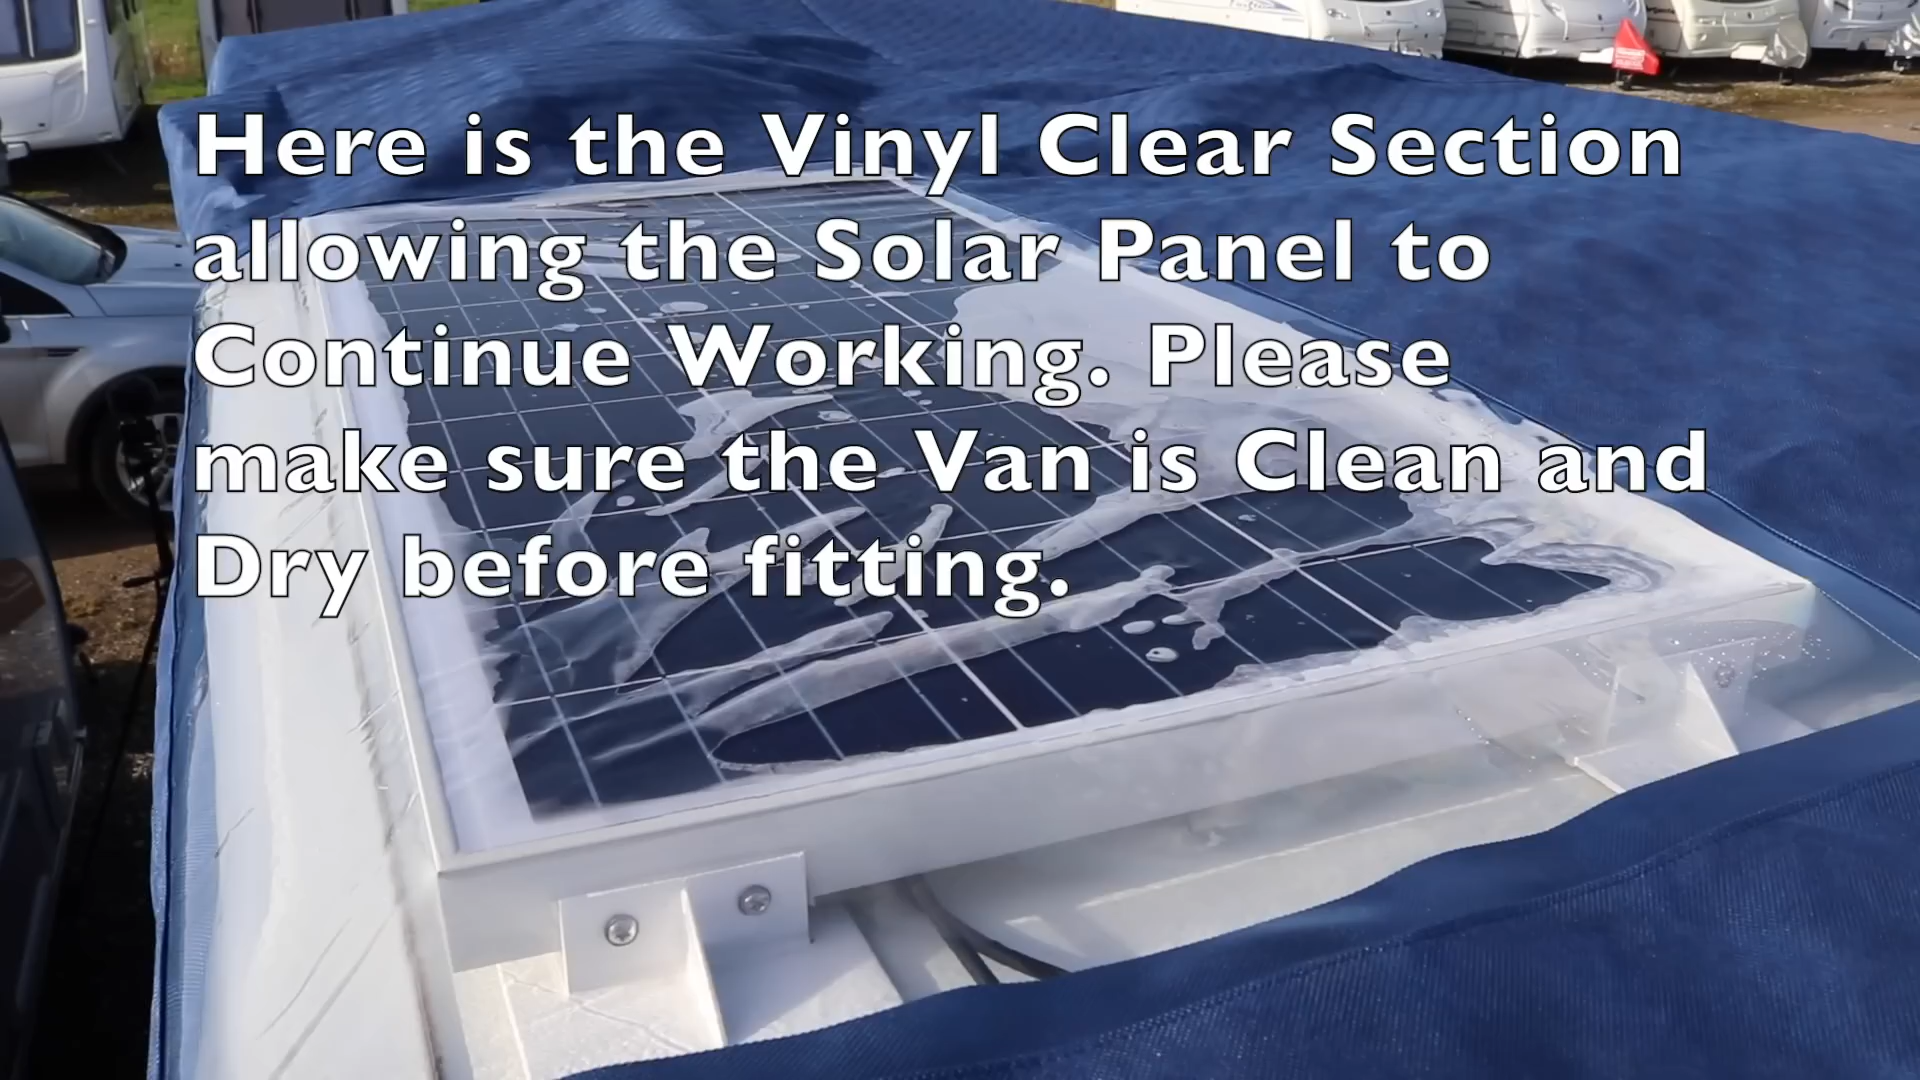 Here is the Vinyl Clear Section
allowing the Solar Panel to
Continue Working. Please
make sure the Van is Clean and
Dry before fitting.